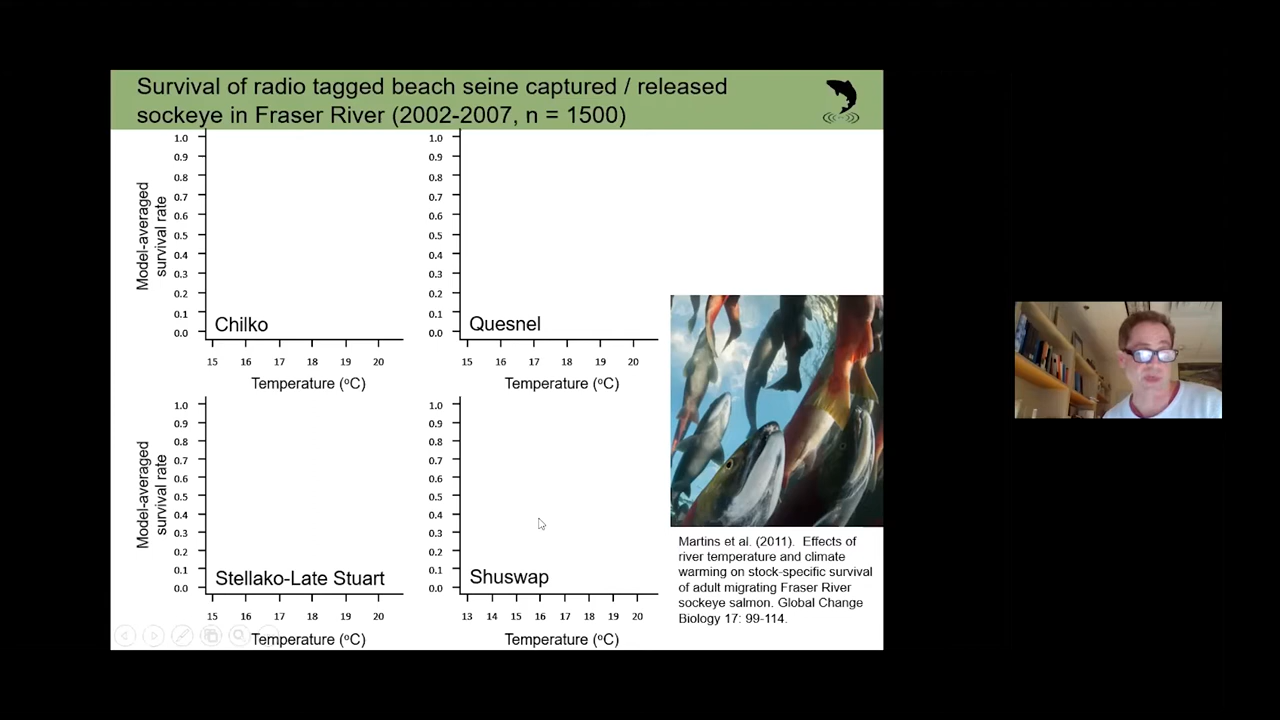 Survival of radio tagged beach seine captured / released
sockeye in Fraser River (2002-2007, n = 1500)
Model-averaged
survival rate
1.0
0.9
0.8
0.7
0.6
0.5
0.4
0.3
0.2
0.1
0.0
Chilko
15 16 17 18 19 20
Temperature (ºC)
1.0
0.9
0.8
0.7
0.6
0.5
0.4
0.3
0.2
0.1
0.0
Quesnel
15 16 17 18 19 20
Temperature (ºC)
Model-averaged
survival rate
1.0
0.9
0.8
0.7
0.6
0.5
0.4
0.3
0.2
0.1
0.0
Stellako-Late Stuart
15 16 17 18 19 20
Temperature (ºC)
1.0
0.9
0.8
0.7
0.6
0.5
0.4
0.3
0.2
0.1
0.0
Shuswap
13 14 15 16 17 18 19 20
Temperature (ºC)
Martins et al. (2011). Effects of
river temperature and climate
warming on stock-specific survival
of adult migrating Fraser River
sockeye salmon. Global Change
Biology 17: 99-114.